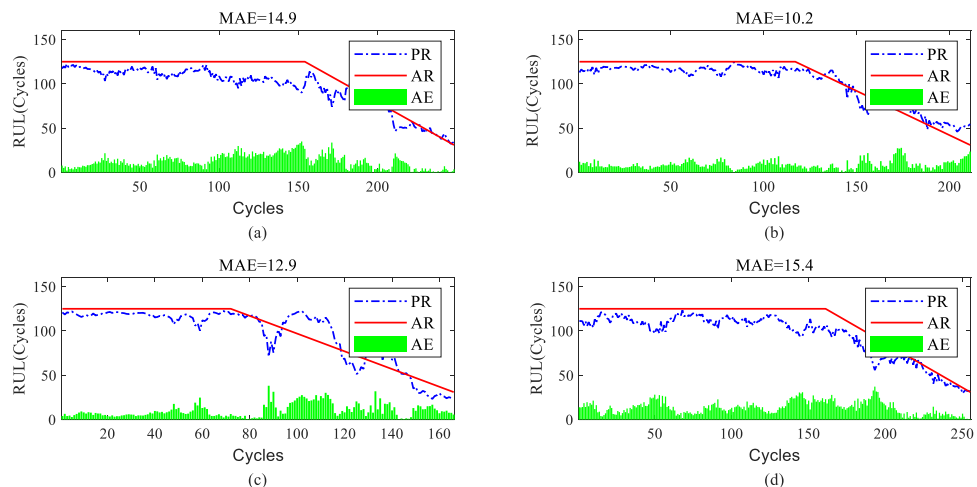 MAE=14.9
RUL(Cycles)
150
100
50
0
PR
AR
AE
50
100
150
200
Cycles
(a)
MAE=10.2
RUL(Cycles)
150
100
50
0
PR
AR
AE
50
100
150
200
Cycles
(b)
MAE=12.9
RUL(Cycles)
150
100
50
0
PR
AR
AE
20
40
60
80
100
120
140
160
Cycles
(c)
MAE=15.4
RUL(Cycles)
150
100
50
0
PR
AR
AE
50
100
150
200
250
Cycles
(d)